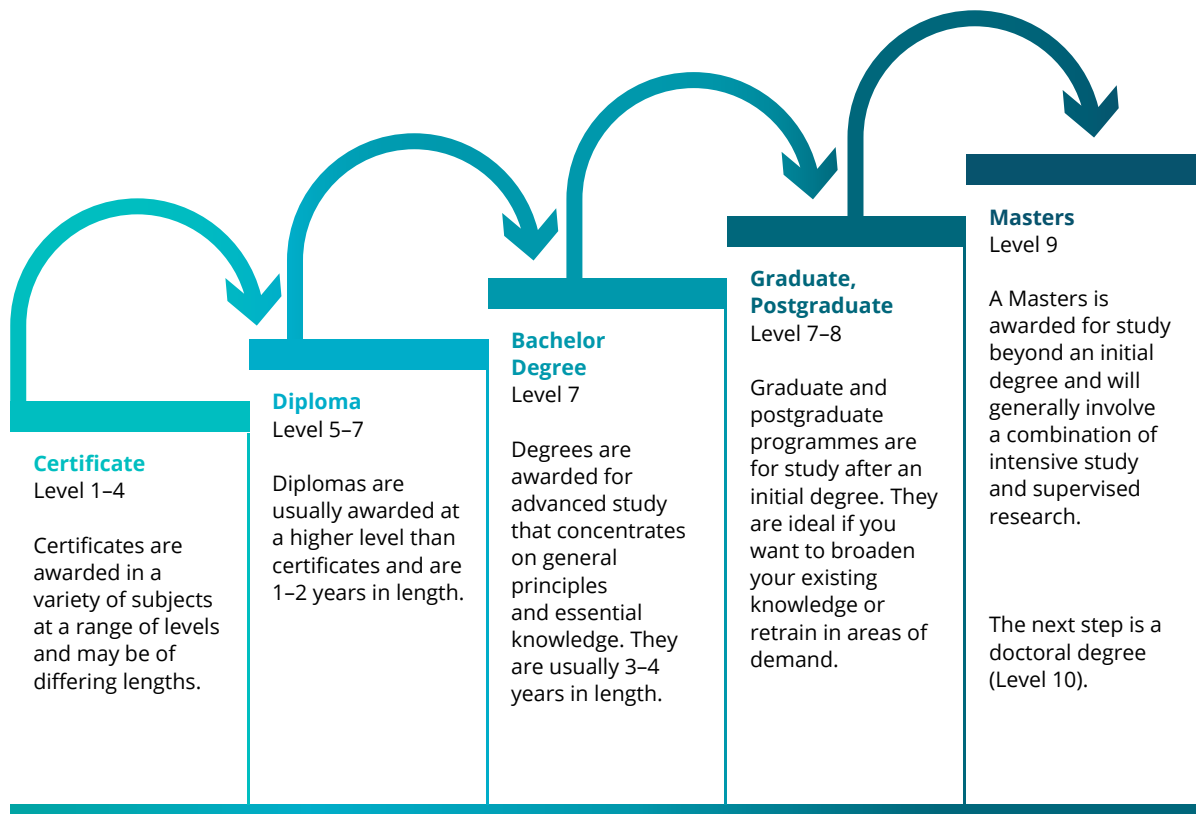 Certificate
Level 1–4
Certificates are
awarded in a
variety of subjects
at a range of levels
and may be of
differing lengths.
Diploma
Level 5–7
Diplomas are
usually awarded at
a higher level than
certificates and are
1–2 years in length.
Bachelor
Degree
Level 7
Degrees are
awarded for
advanced study
that concentrates
on general
principles
and essential
knowledge. They
are usually 3–4
years in length.
Graduate,
Postgraduate
Level 7–8
Graduate and
postgraduate
programmes are
for study after an
initial degree. They
are ideal if you
want to broaden
your existing
knowledge or
retrain in areas of
demand.
Masters
Level 9
A Masters is
awarded for study
beyond an initial
degree and will
generally involve
a combination of
intensive study
and supervised
research.
The next step is a
doctoral degree
(Level 10).